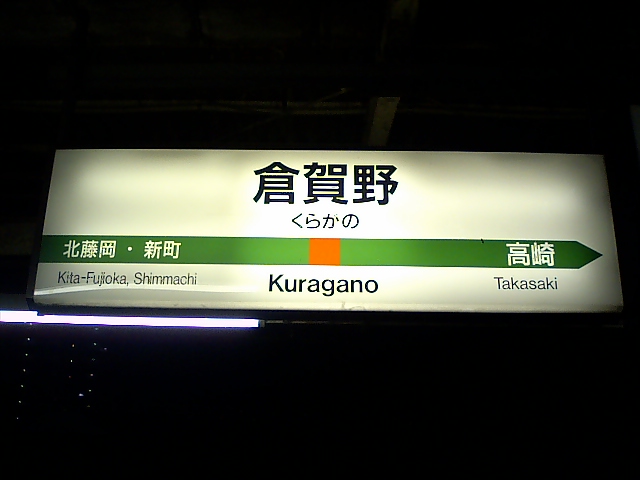 倉賀野
くらかの
北藤岡・新町
高崎
Kita-Fujioka, Shimmachi
Kuragano
Takasaki